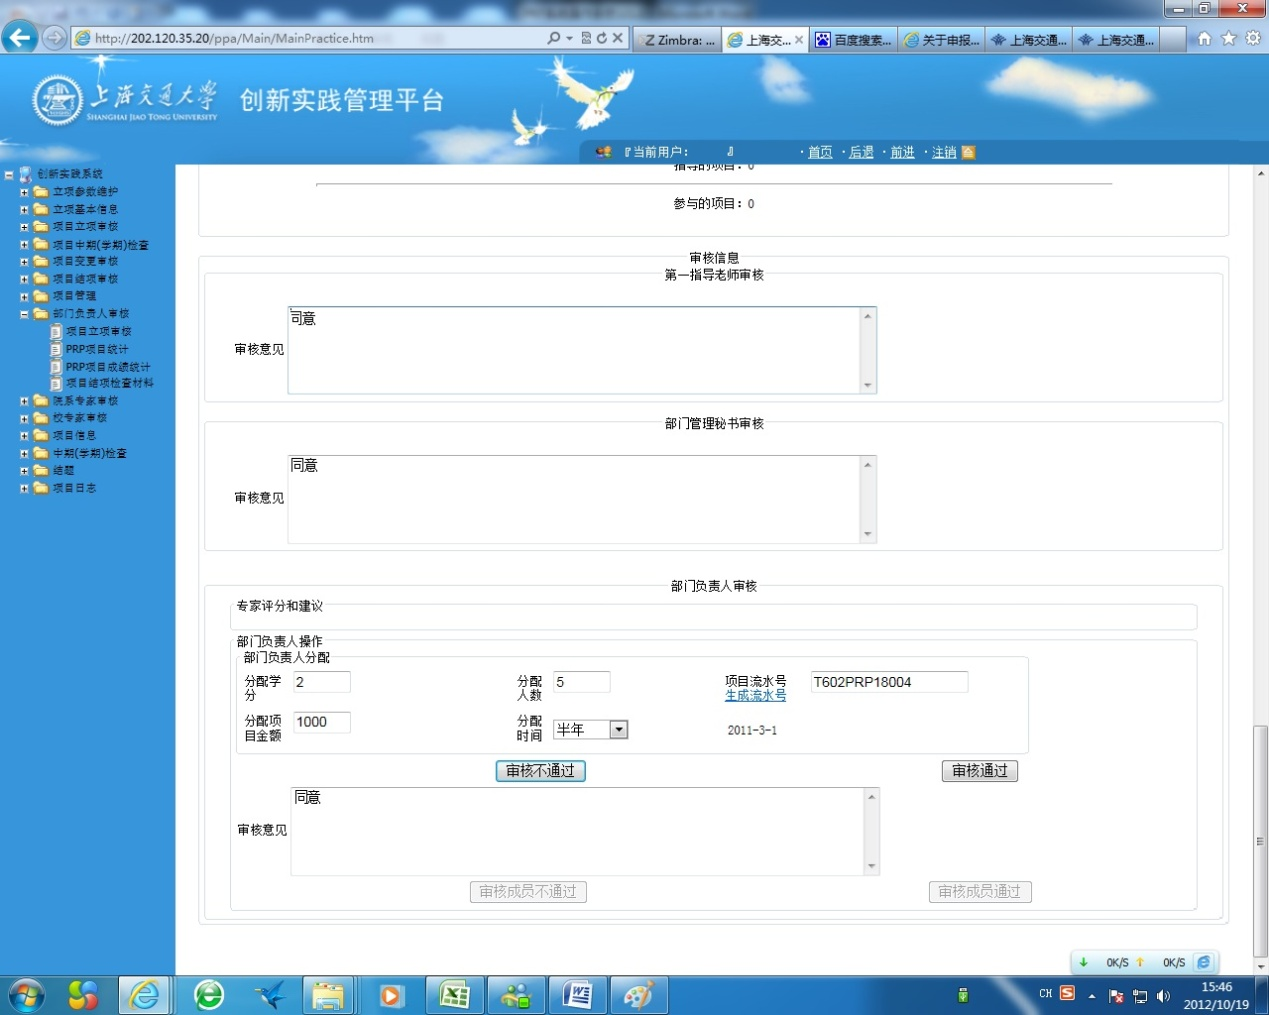 http://202.120.35.20/ppa/Main/MainPractice.htm
Zimbra: ...
上海交...
百度搜索...
关于申报...
上海交通...
上海交通...
上海交通大学
SHANGHAI JIAO TONG UNIVERSITY
创新实践管理平台
『当前用户: 』
·首页 ·后退 ·前进 ·注销
创新实践系统
立项参数维护
立项基本信息
项目立项审核
项目中期(学期)检查
项目变更审核
项目结项审核
项目管理
部门负责人审核
项目立项审核
PRP项目统计
PRP项目成绩统计
项目结项检查材料
院系专家审核
校专家审核
项目信息
中期(学期)检查
结题
项目日志
指导的项目: 0
参与的项目: 0
审核信息
第一指导老师审核
审核意见
同意
部门管理秘书审核
审核意见
同意
部门负责人审核
专家评分和建议
部门负责人操作
部门负责人分配
分配学分
2
分配人数
5
项目流水号
生成流水号
T602PRP18004
分配项目金额
1000
分配时间
半年
2011-3-1
审核不通过
审核通过
审核意见
同意
审核成员不通过
审核成员通过
0K/S
0K/S
CH
15:46
2012/10/19